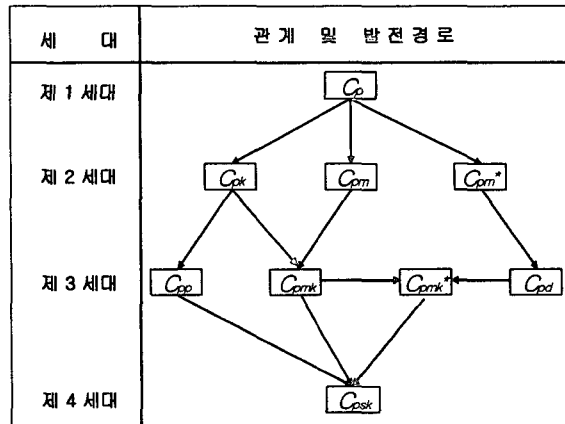 세 대 관 계 및 발 전 경 로
제 1 세대 Cp
제 2 세대 Cpk Cpm Cpm*
제 3 세대 Cpp Cpmk Cpmk* Cpd
제 4 세대 Cpsk